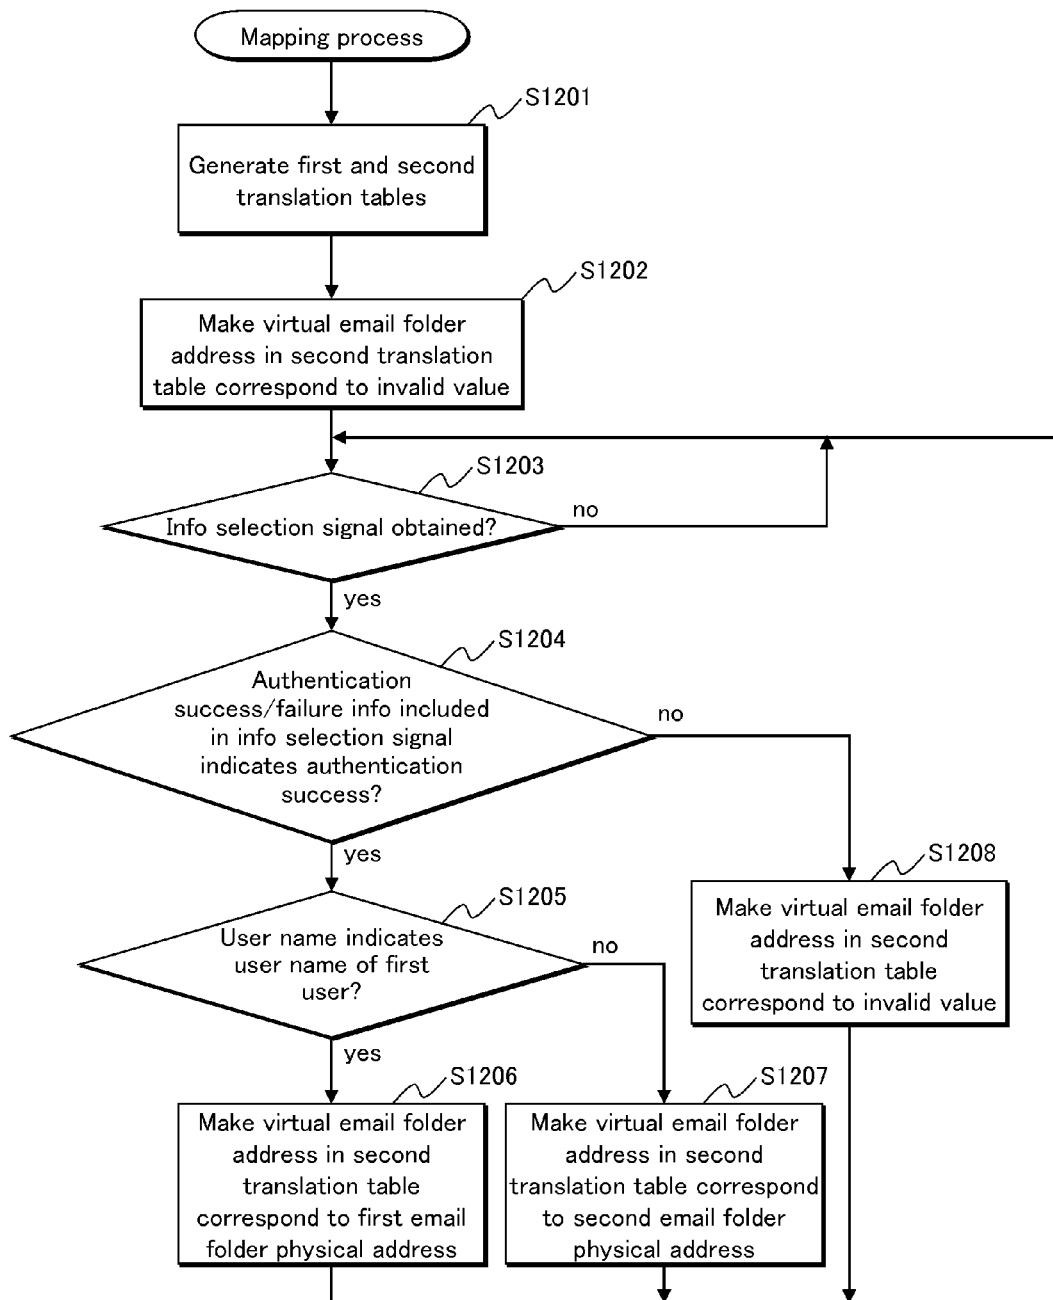 Mapping process
S1201
Generate first and second
translation tables
S1202
Make virtual email folder
address in second translation
table correspond to invalid value
S1203
Info selection signal obtained?
no
yes
S1204
Authentication
success/failure info included
in info selection signal
indicates authentication
success?
no
yes
S1205
User name indicates
user name of first
user?
no
yes
S1208
Make virtual email folder
address in second
translation table
correspond to invalid value
S1206
Make virtual email folder
address in second
translation table
correspond to first email
folder physical address
S1207
Make virtual email folder
address in second
translation table correspond
to second email folder
physical address